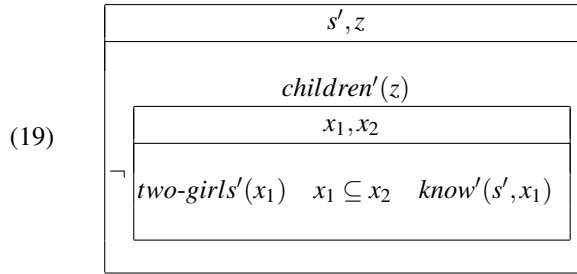 s′, z
children′(z)
x₁, x₂
(19)
¬ two-girls′(x₁) x₁ ⊆ x₂ know′(s′, x₁)